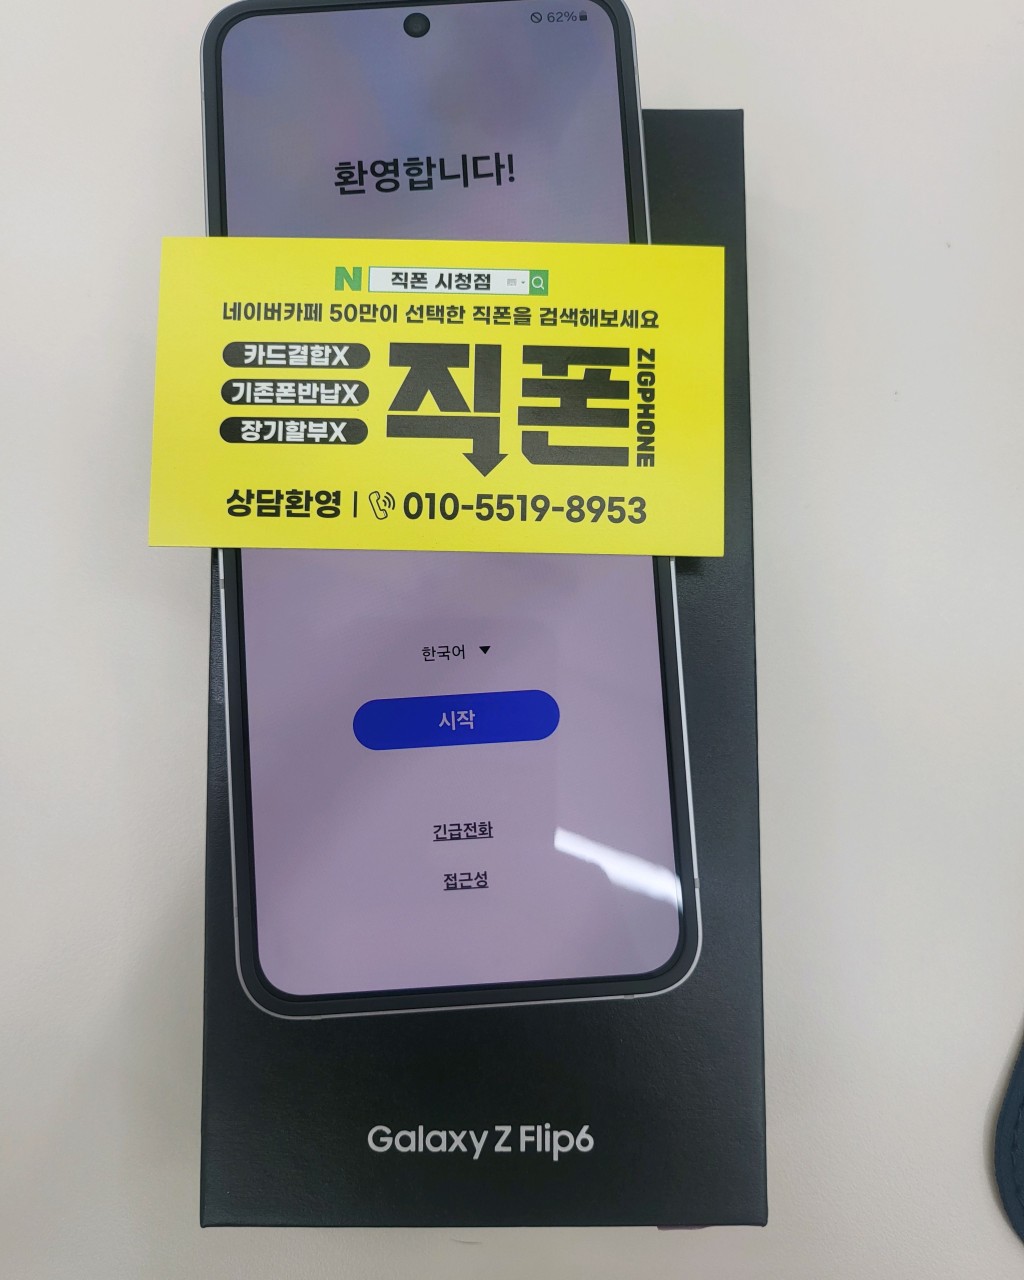 62%
환영합니다!
N 직폰 시청점
네이버카페 50만이 선택한 직폰을 검색해보세요
카드결합X
기존폰반납X
장기할부X
직폰
ZIGPHONE
상담환영 | 010-5519-8953
한국어 ▼
시작
긴급전화
접근성
Galaxy Z Flip6